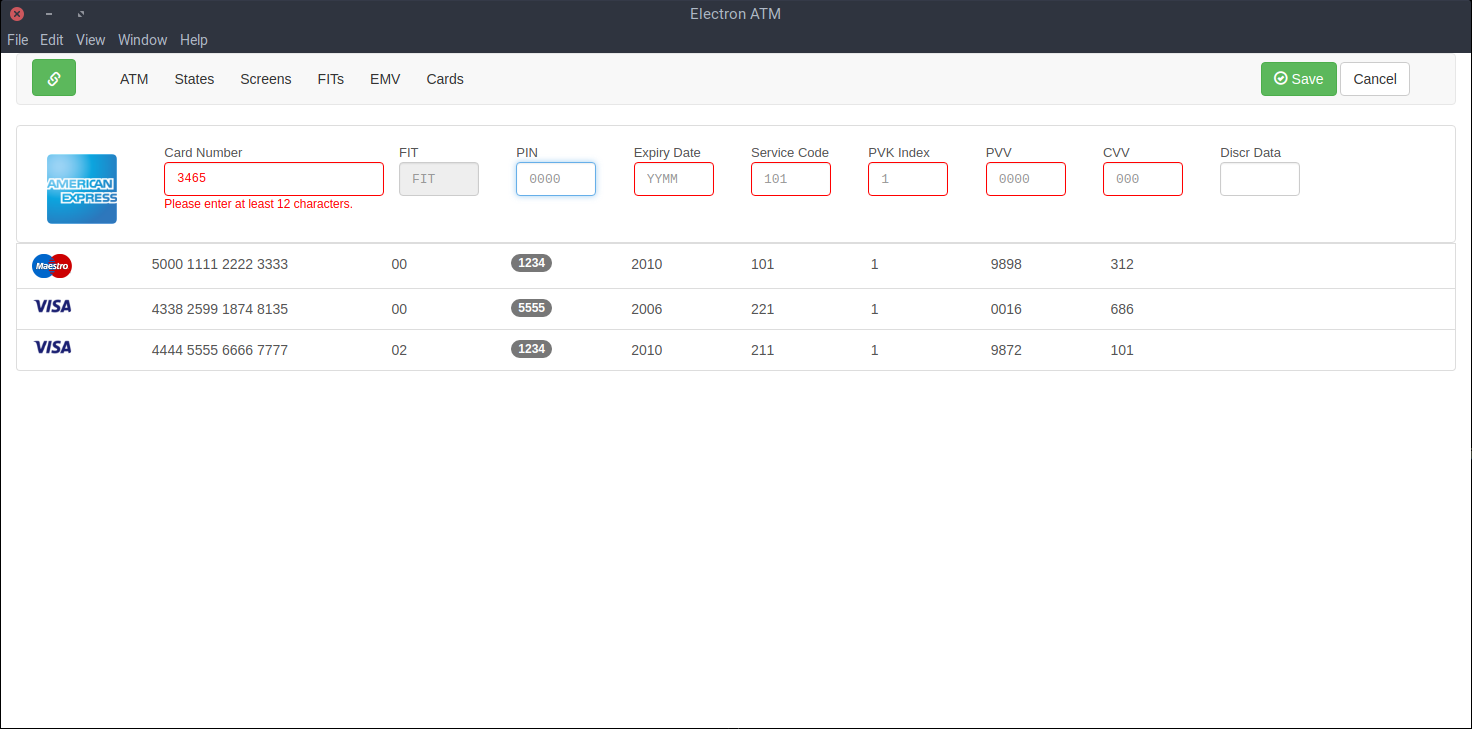 Electron ATM
File Edit View Window Help
ATM States Screens FITs EMV Cards Save Cancel
Card Number FIT PIN Expiry Date Service Code PVK Index PVV CVV Discr Data
AMERICAN EXPRESS
3465 FIT 0000 YYMM 101 1 0000 000
Please enter at least 12 characters.
Maestro 5000 1111 2222 3333 00 1234 2010 101 1 9898 312
VISA 4338 2599 1874 8135 00 5555 2006 221 1 0016 686
VISA 4444 5555 6666 7777 02 1234 2010 211 1 9872 101